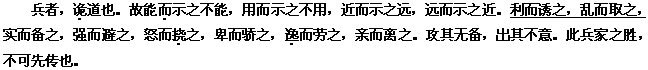 兵者，诡道也。故能而示之不能，用而示之不用，近而示之远，远而示之近。利而诱之，乱而取之，
实而备之，强而避之，怒而挠之，卑而骄之，逸而劳之，亲而离之。攻其无备，出其不意。此兵家之胜，
不可先传也。